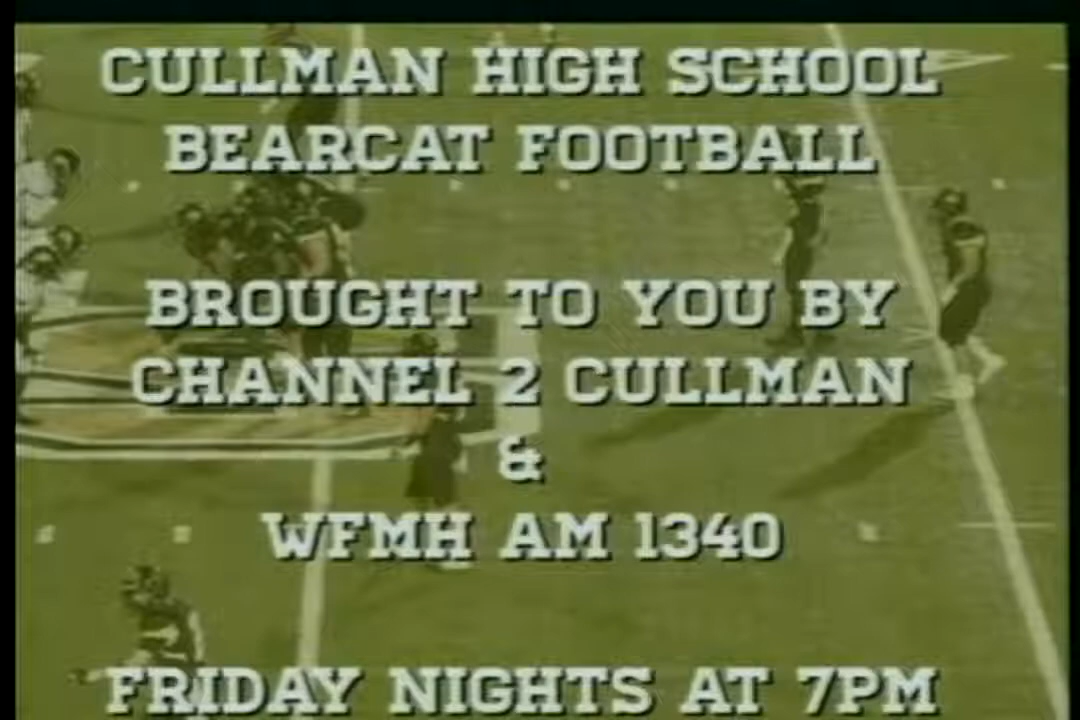 CULLMAN HIGH SCHOOL
BEARCAT FOOTBALL
BROUGHT TO YOU BY
CHANNEL 2 CULLMAN
&
WFMH AM 1340
FRIDAY NIGHTS AT 7PM